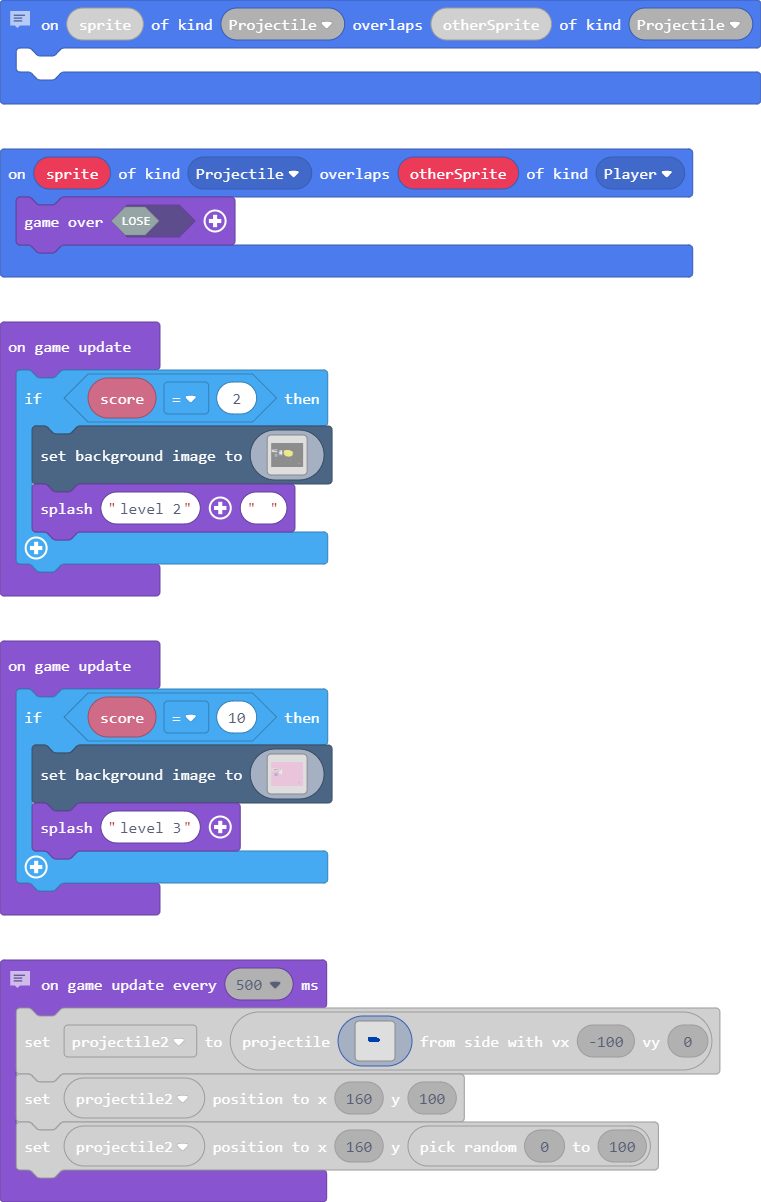 on sprite of kind Projectile overlaps otherSprite of kind Projectile
on sprite of kind Projectile overlaps otherSprite of kind Player
game over LOSE
on game update
if score = 2 then
set background image to
splash "level 2" " "
on game update
if score = 10 then
set background image to
splash "level 3"
on game update every 500 ms
set projectile2 to projectile from side with vx -100 vy 0
set projectile2 position to x 160 y 100
set projectile2 position to x 160 y pick random 0 to 100